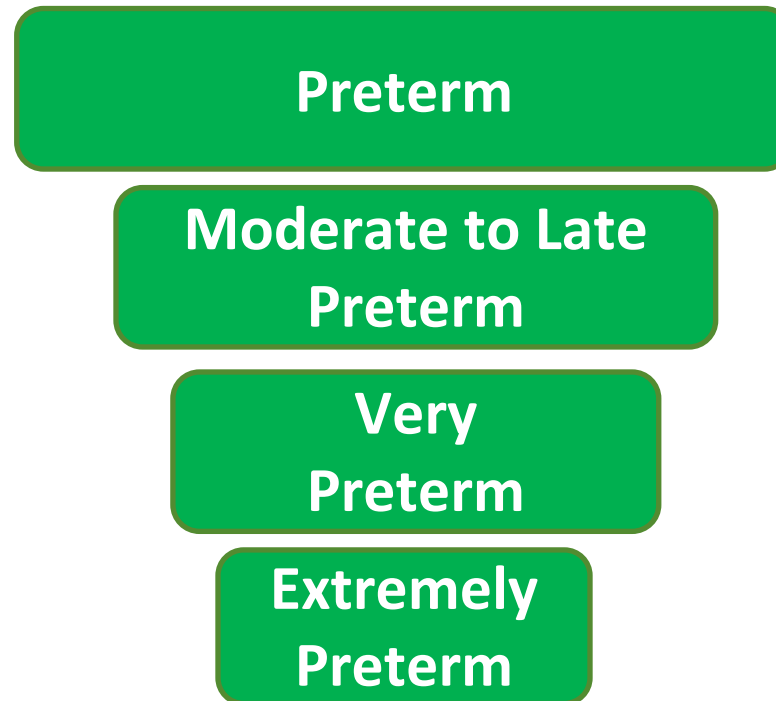 Preterm
Moderate to Late
Preterm
Very
Preterm
Extremely
Preterm